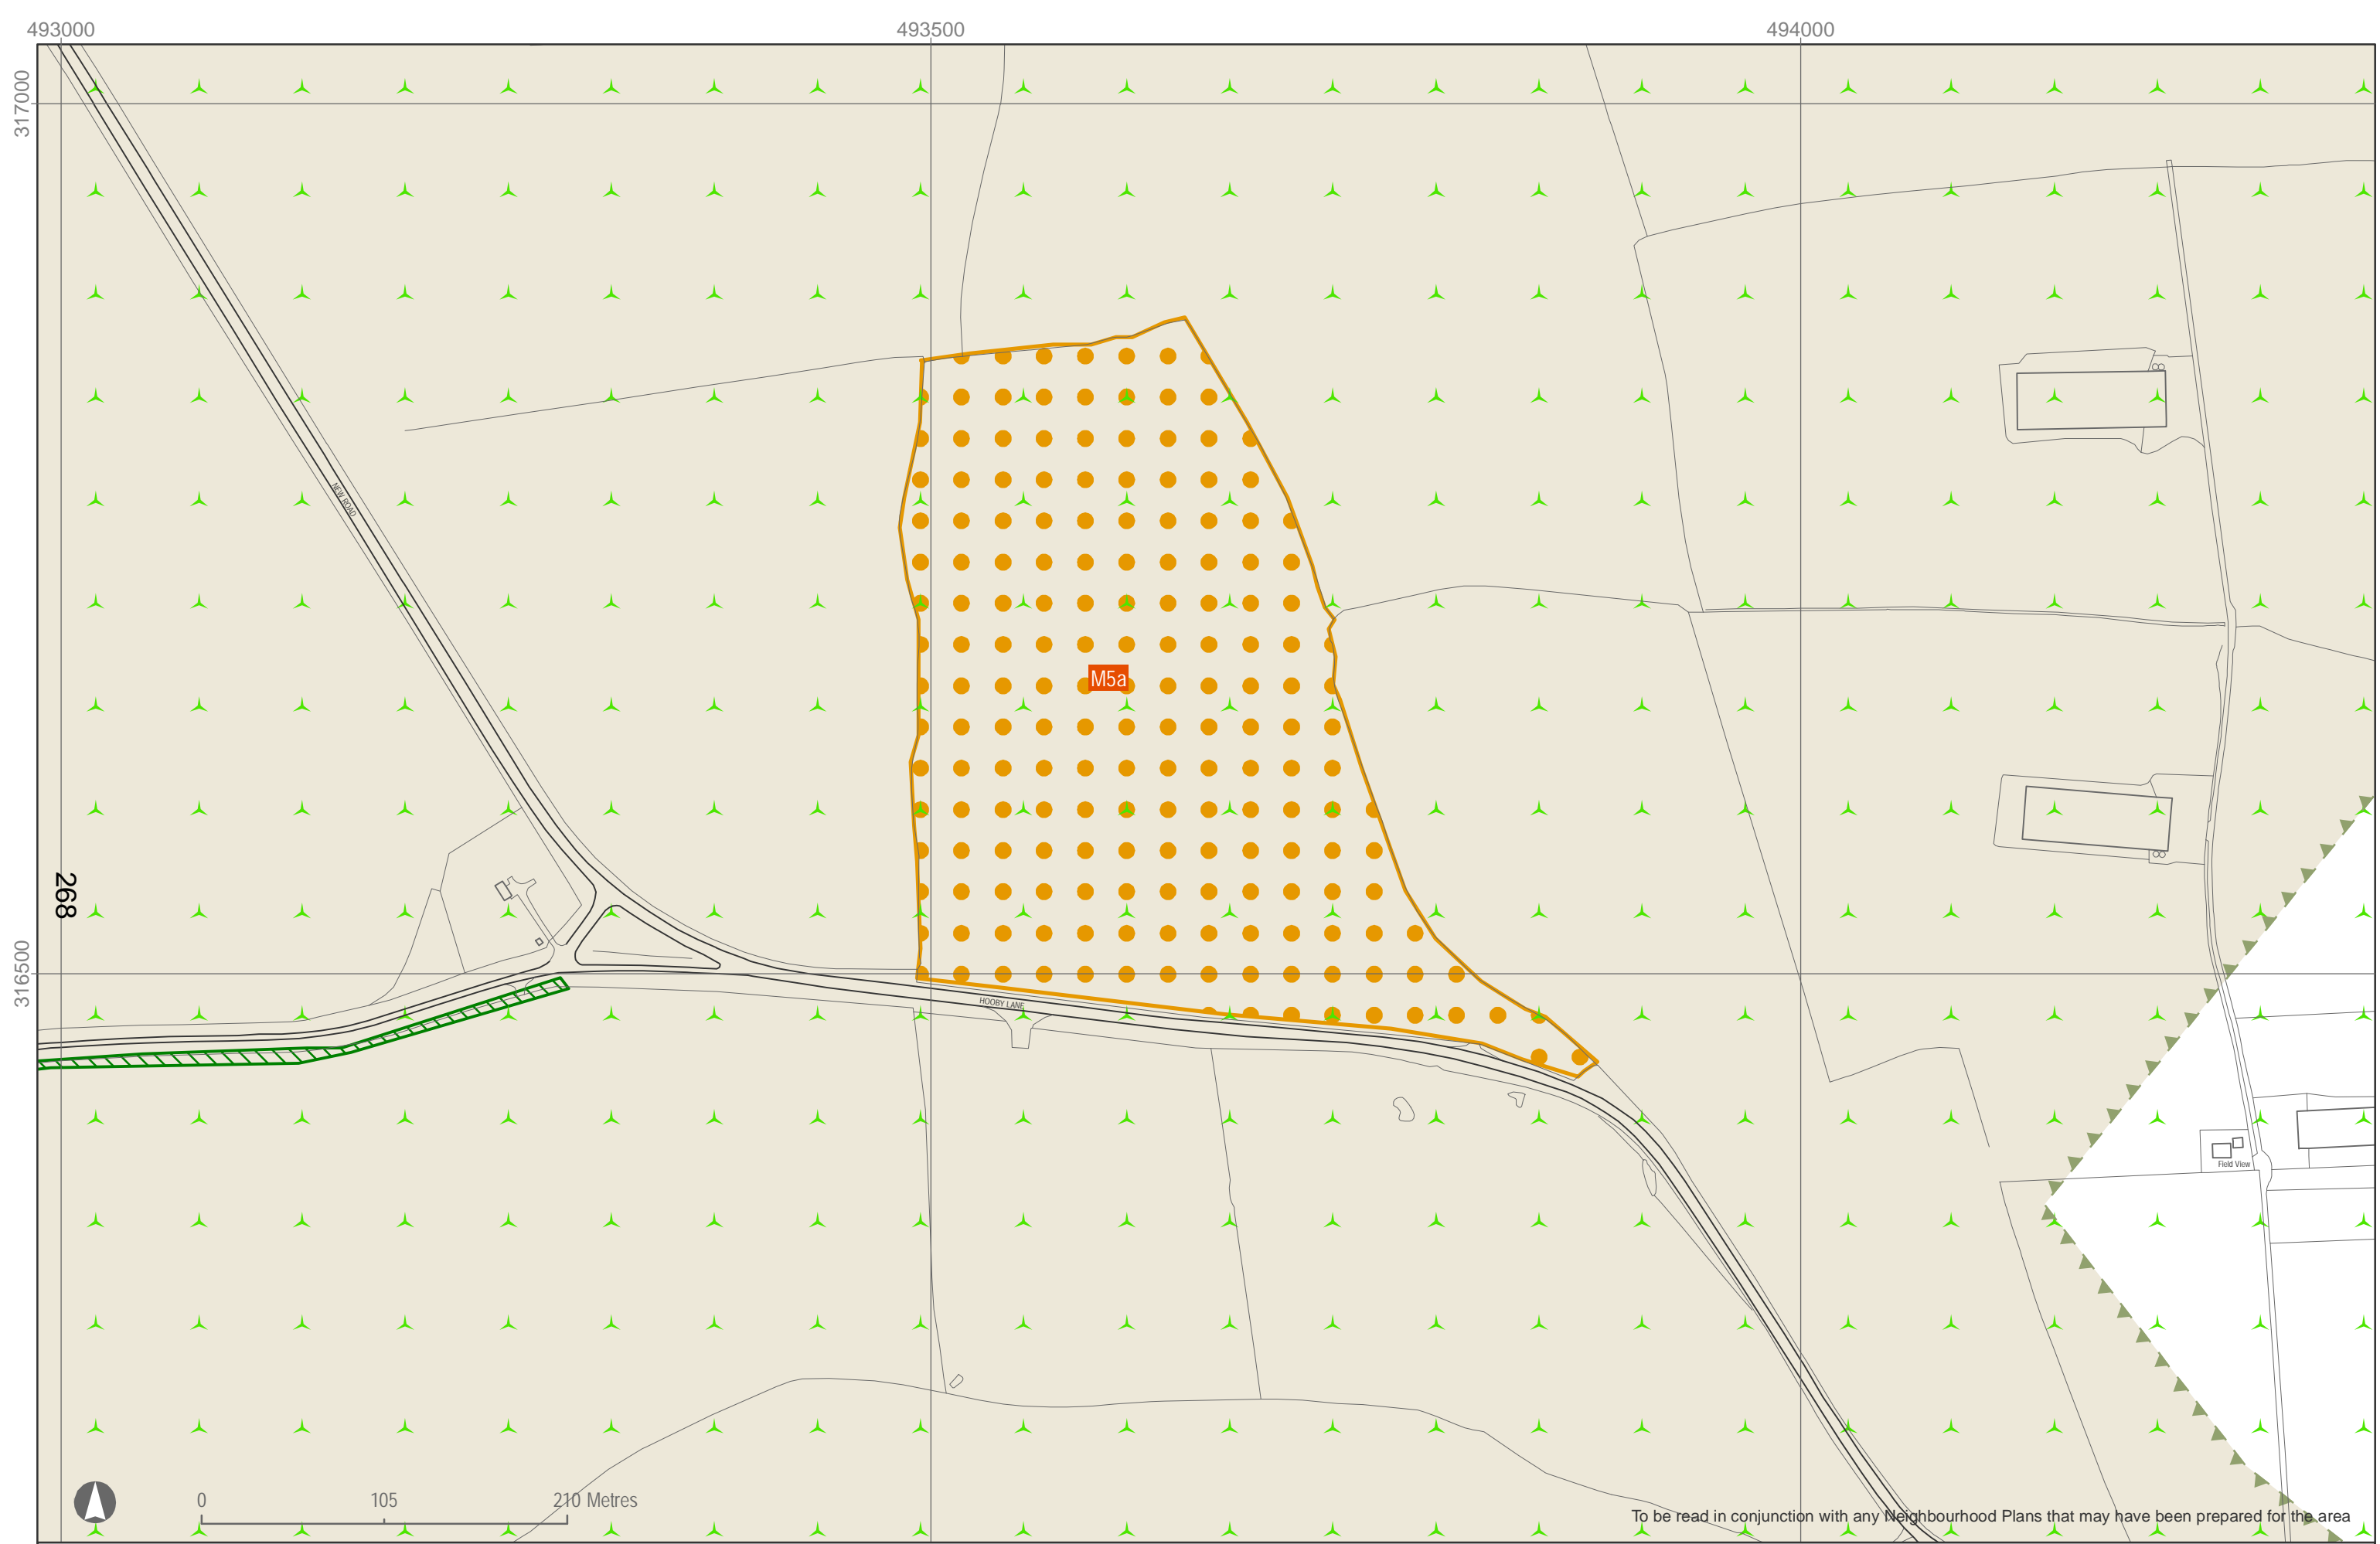 493000
493500
494000
317000
NEW ROAD
M5a
268
316500
HOOBY LANE
Field View
0 105 210 Metres
To be read in conjunction with any Neighbourhood Plans that may have been prepared for the area